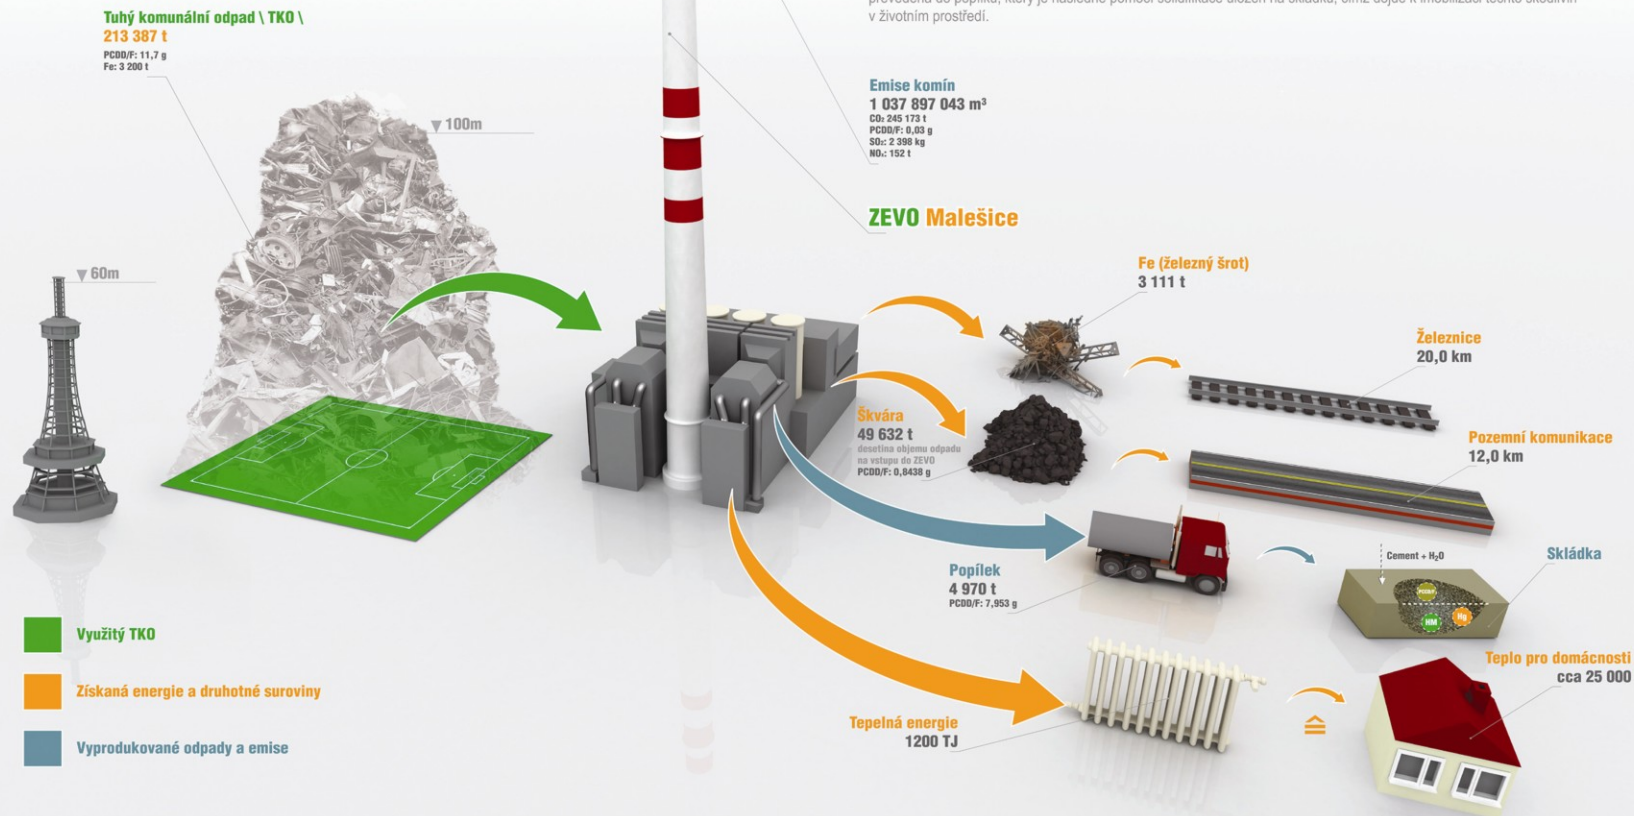 v životním prostředí.
Tuhý komunální odpad \ TKO \
213 387 t
PCDD/F: 11,7 g
Fe: 3 200 t
100m
60m
Emise komín
1 037 897 043 m³
CO₂ 245 173 t
PCDD/F: 0,03 g
SO₂: 2 398 kg
NOₓ: 152 t
ZEVO Malešice
Fe (železný šrot)
3 111 t
Železnice
20,0 km
Škvára
49 632 t
desetina objemu odpadu
na vstupu do ZEVO
PCDD/F: 0,8438 g
Pozemní komunikace
12,0 km
Popílek
4 970 t
PCDD/F: 7,953 g
Cement + H₂O
Skládka
PCDD/F
HM
Hg
Tepelná energie
1200 TJ
Teplo pro domácnosti
cca 25 000
Využitý TKO
Získaná energie a druhotné suroviny
Vyprodukované odpady a emise